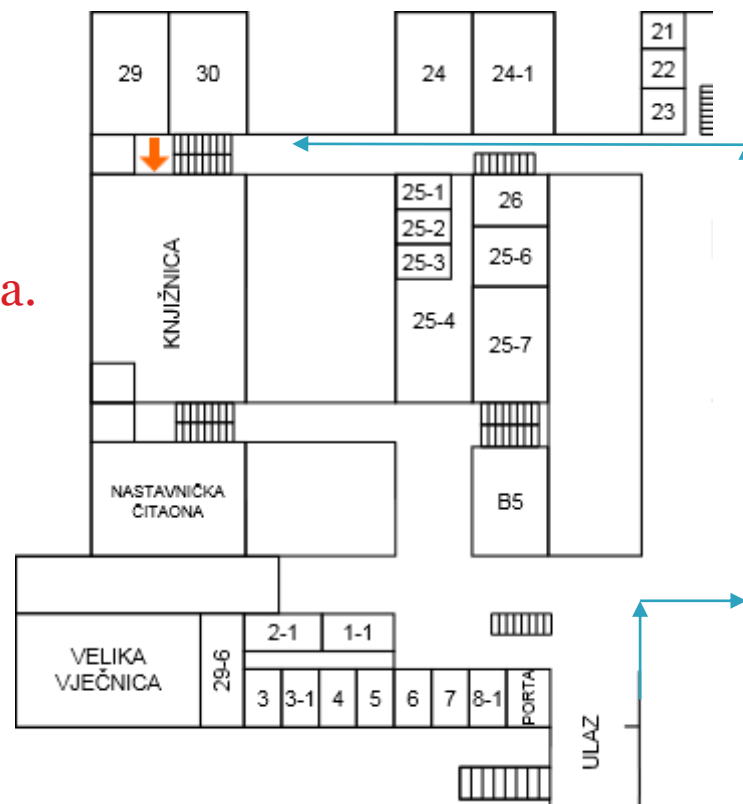 29
30
24
24-1
21
22
23
25-1
25-2
25-3
25-4
26
25-6
25-7
KNJIŽNICA
a.
NASTAVNIČKA
ČITAONA
B5
VELIKA
VJEČNICA
29-6
2-1
1-1
3
3-1
4
5
6
7
8-1
PORTA
ULAZ